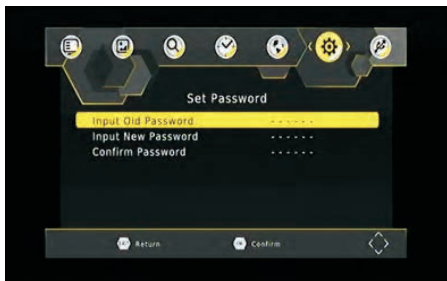 Set Password
Input Old Password ------
Input New Password ------
Confirm Password ------
Return Confirm